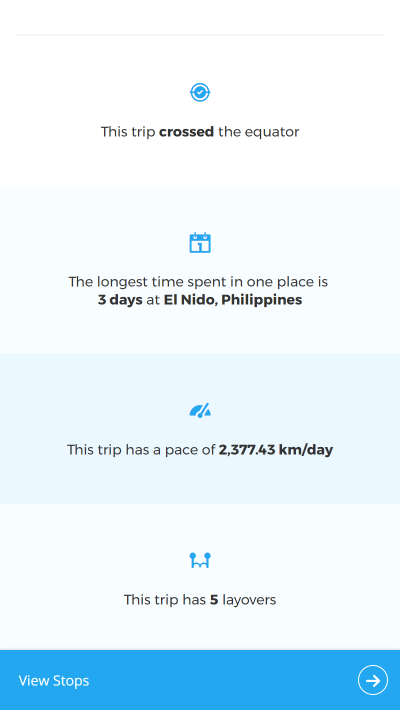 This trip crossed the equator
1
The longest time spent in one place is
3 days at El Nido, Philippines
This trip has a pace of 2,377.43 km/day
This trip has 5 layovers
View Stops